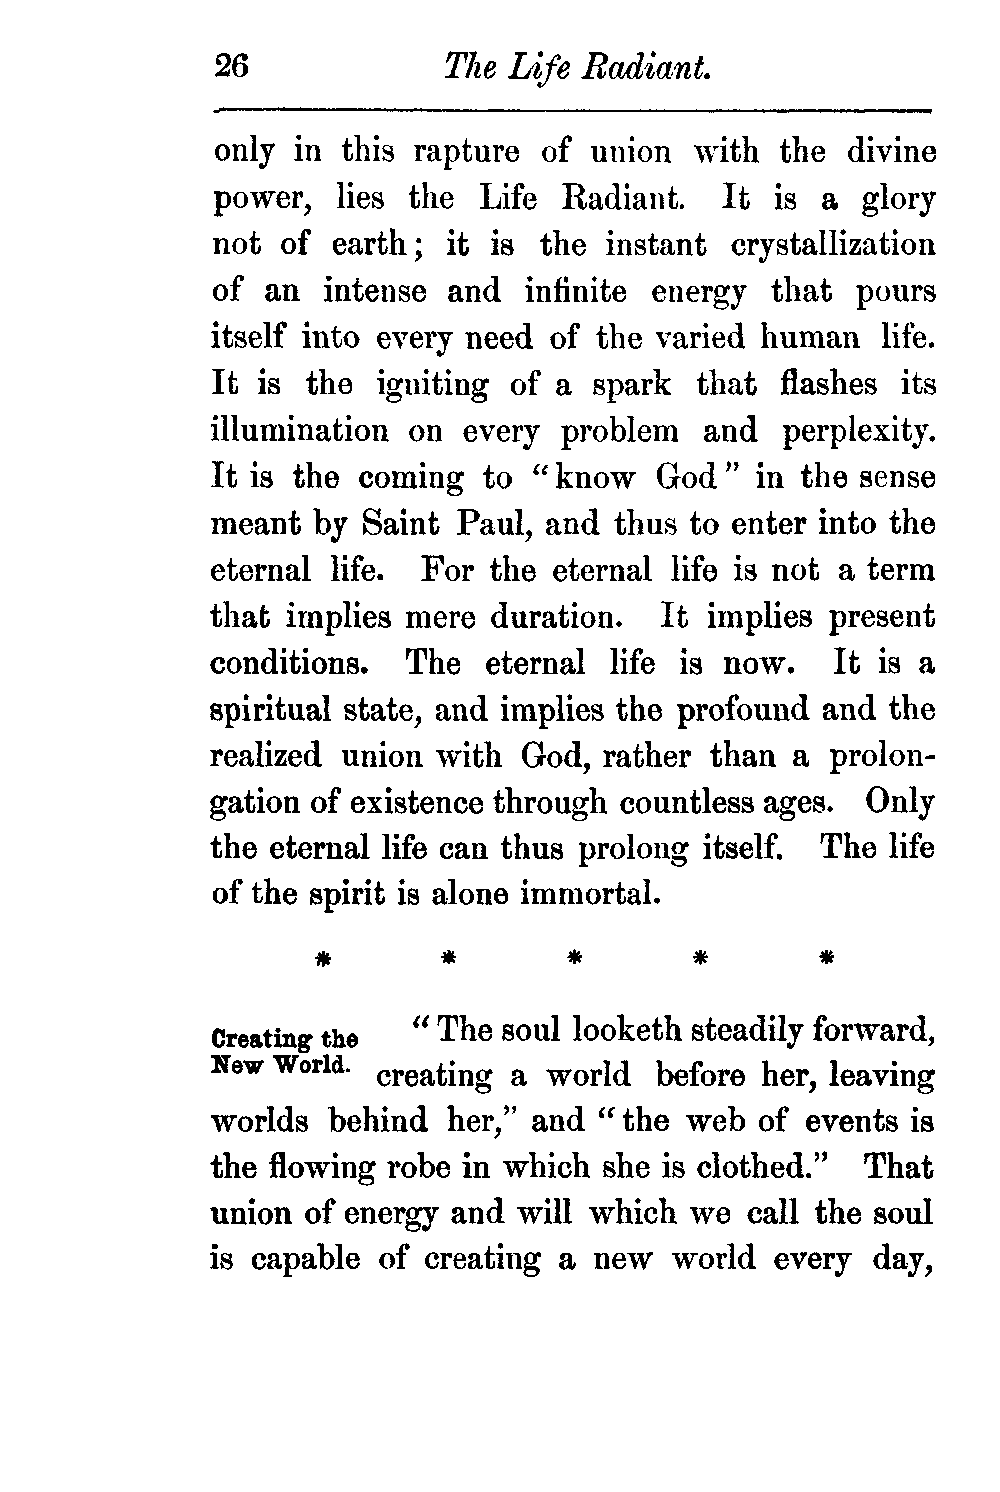 26 The Life Radiant.
only in this rapture of union with the divine
power, lies the Life Radiant. It is a glory
not of earth; it is the instant crystallization
of an intense and infinite energy that pours
itself into every need of the varied human life.
It is the igniting of a spark that flashes its
illumination on every problem and perplexity.
It is the coming to “know God” in the sense
meant by Saint Paul, and thus to enter into the
eternal life. For the eternal life is not a term
that implies mere duration. It implies present
conditions. The eternal life is now. It is a
spiritual state, and implies the profound and the
realized union with God, rather than a prolon-
gation of existence through countless ages. Only
the eternal life can thus prolong itself. The life
of the spirit is alone immortal.
* * * * *
Creating the
New World.
“The soul looketh steadily forward,
creating a world before her, leaving
worlds behind her,” and “the web of events is
the flowing robe in which she is clothed.” That
union of energy and will which we call the soul
is capable of creating a new world every day,